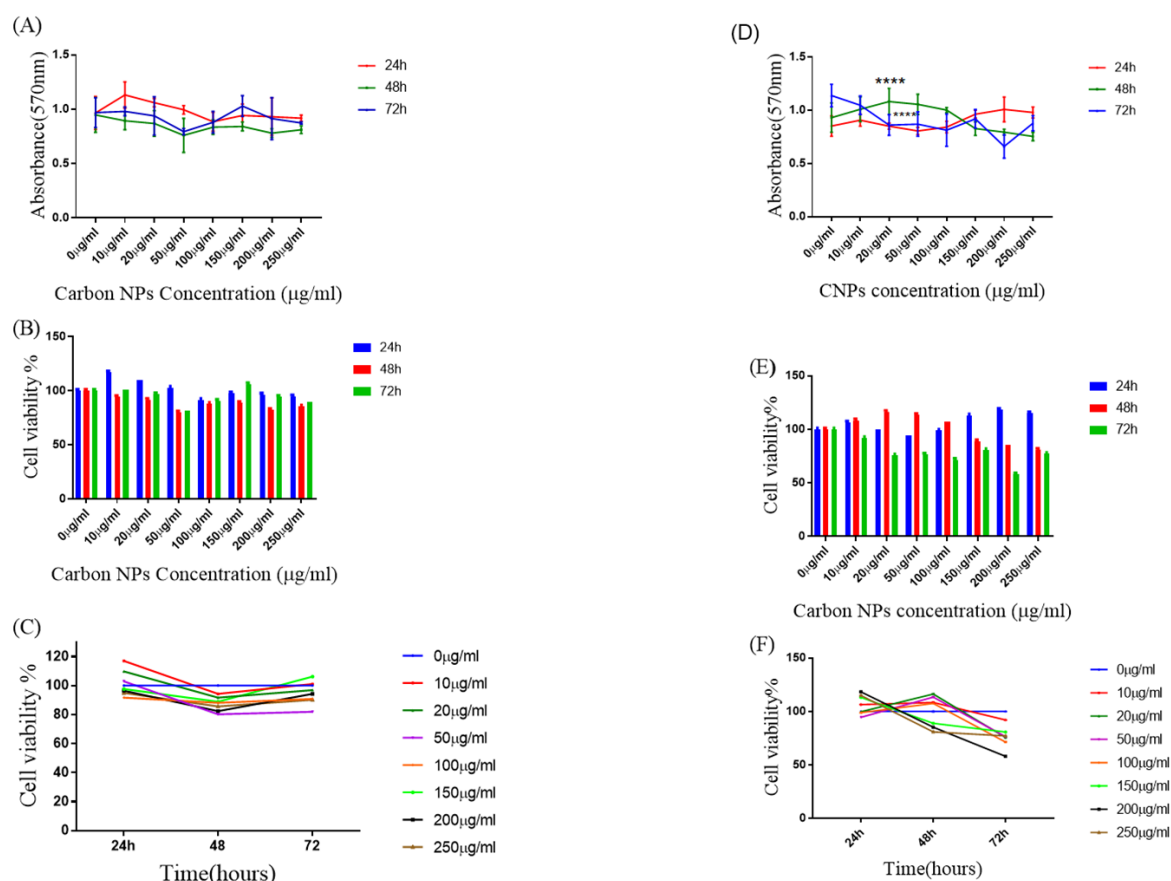 (A)
1.5
1.0
0.5
0.0
Absorbance(570nm)
24h
48h
72h
0µg/ml
10µg/ml
20µg/ml
50µg/ml
100µg/ml
150µg/ml
200µg/ml
250µg/ml
Carbon NPs Concentration (µg/ml)
(B)
150
100
50
0
Cell viability %
24h
48h
72h
0µg/ml
10µg/ml
20µg/ml
50µg/ml
100µg/ml
150µg/ml
200µg/ml
250µg/ml
Carbon NPs Concentration (µg/ml)
(C)
120
100
80
60
40
20
0
Cell viability %
24h
48
72
Time(hours)
0µg/ml
10µg/ml
20µg/ml
50µg/ml
100µg/ml
150µg/ml
200µg/ml
250µg/ml
(D)
1.5
1.0
0.5
0.0
Absorbance(570nm)
****
****
24h
48h
72h
0µg/ml
10µg/ml
20µg/ml
50µg/ml
100µg/ml
150µg/ml
200µg/ml
250µg/ml
CNPs concentration (µg/ml)
(E)
150
100
50
0
Cell viability%
24h
48h
72h
0µg/ml
10µg/ml
20µg/ml
50µg/ml
100µg/ml
150µg/ml
200µg/ml
250µg/ml
Carbon NPs concentration (µg/ml)
(F)
150
100
50
0
Cell viability%
24h
48h
72h
Time(hours)
0µg/ml
10µg/ml
20µg/ml
50µg/ml
100µg/ml
150µg/ml
200µg/ml
250µg/ml